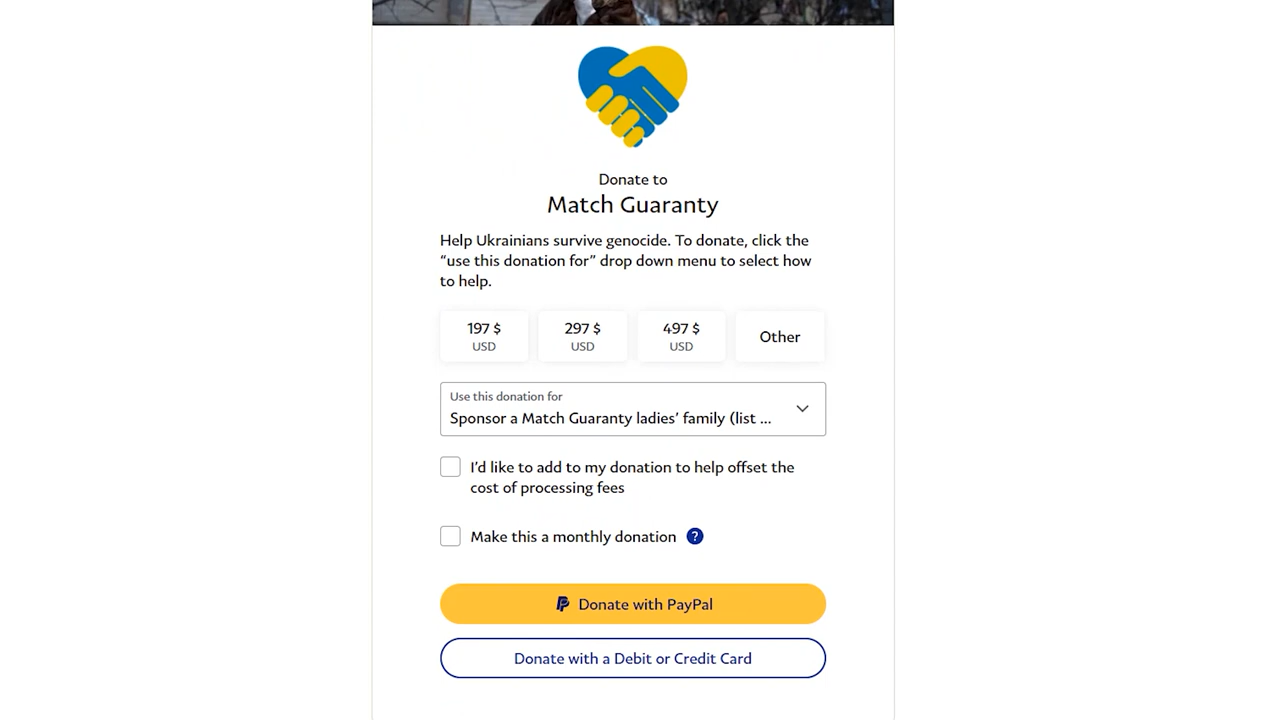 Donate to
Match Guaranty
Help Ukrainians survive genocide. To donate, click the
“use this donation for” drop down menu to select how
to help.
197 $ 297 $ 497 $ Other
USD USD USD
Use this donation for
Sponsor a Match Guaranty ladies’ family (list ...
I’d like to add to my donation to help offset the
cost of processing fees
Make this a monthly donation ?
Donate with PayPal
Donate with a Debit or Credit Card